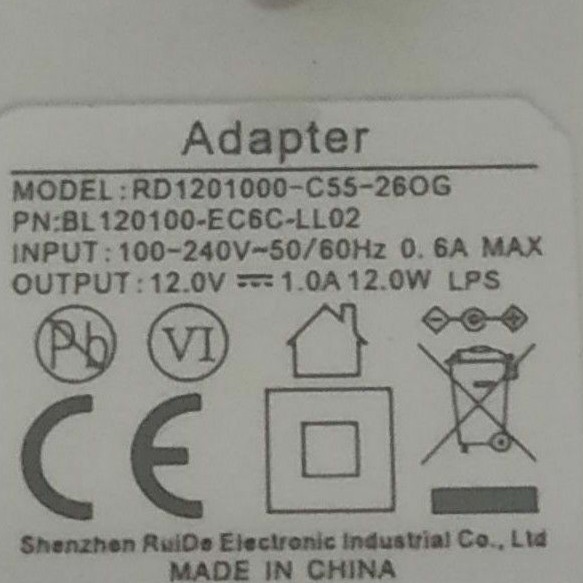 Adapter
MODEL:RD1201000-C55-26OG
PN:BL120100-EC6C-LL02
INPUT:100-240V~50/60Hz 0.6A MAX
OUTPUT:12.0V ⎓ 1.0A 12.0W LPS
Pb VI
CE
Shenzhen RuiDe Electronic Industrial Co., Ltd
MADE IN CHINA